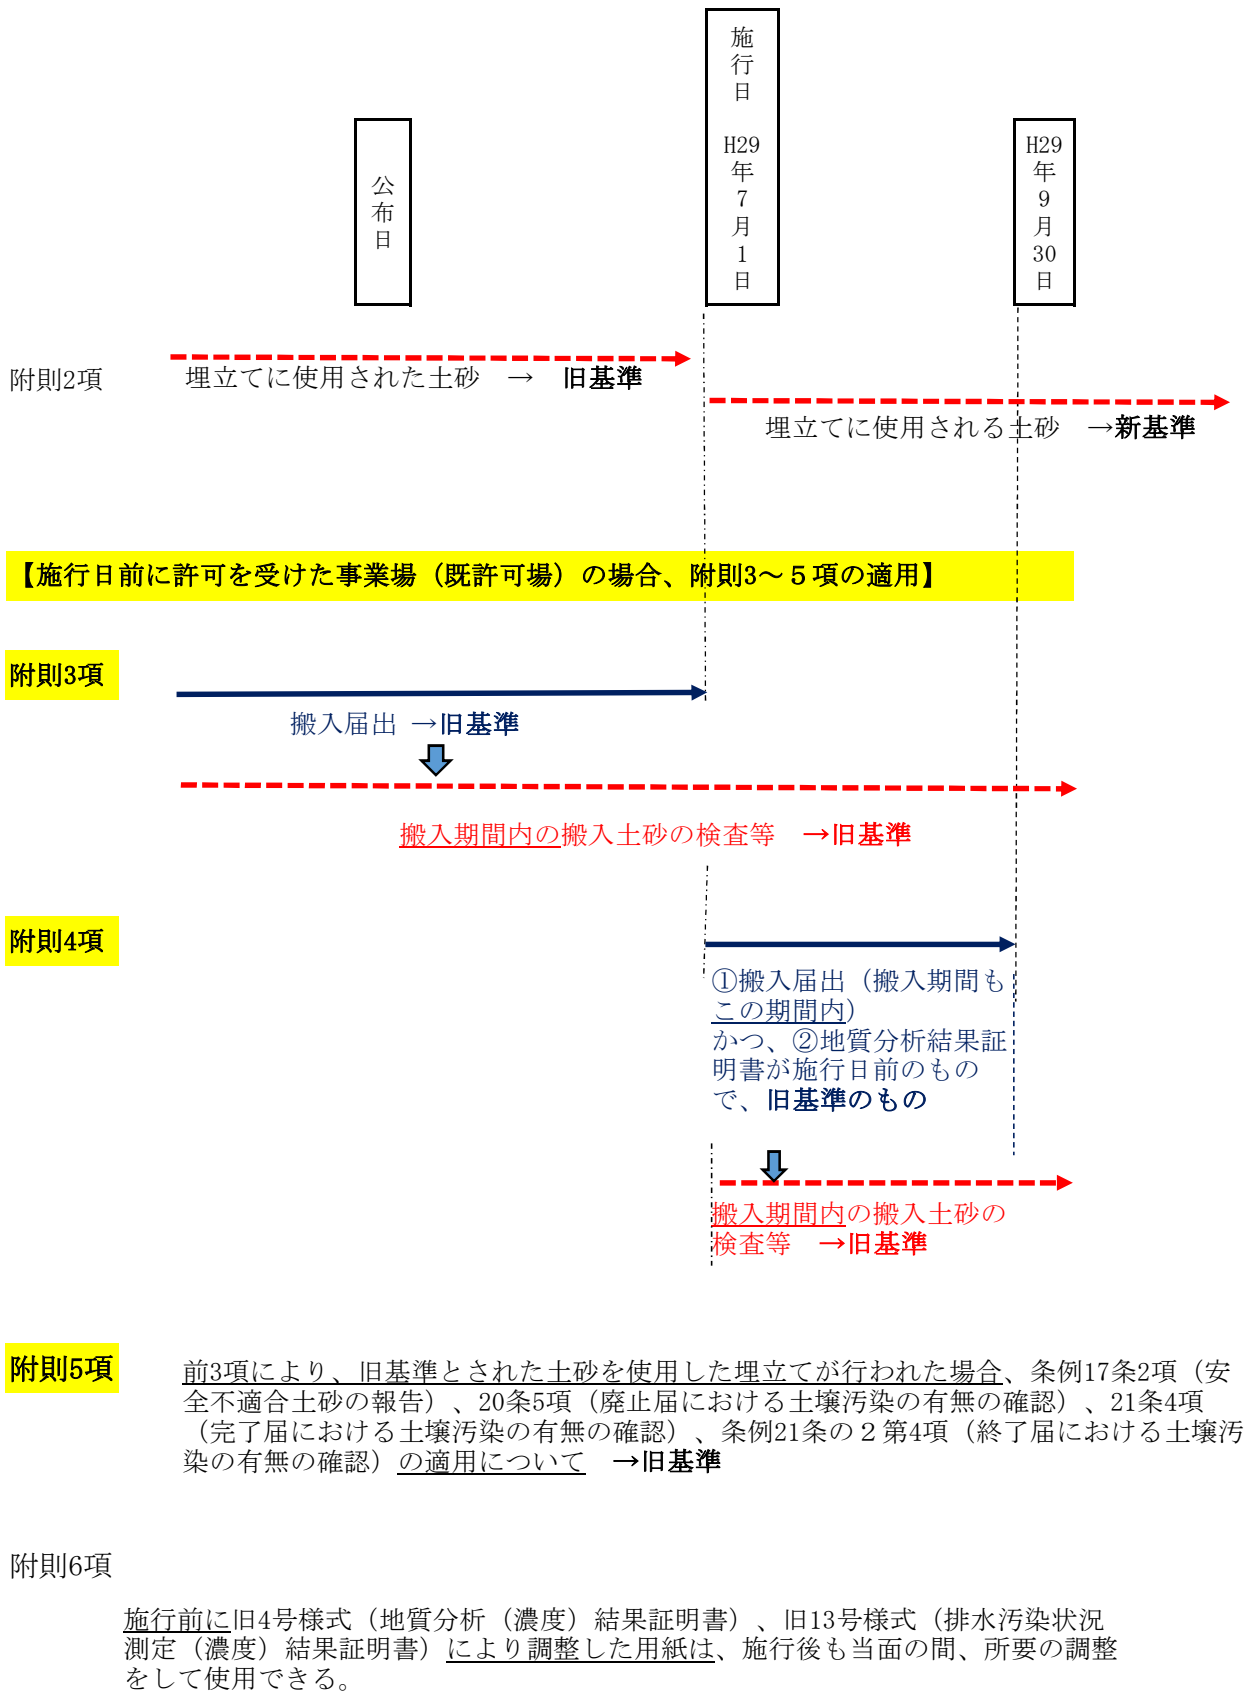 施行日　H29年7月1日
公布日
H29年9月30日
附則2項
埋立てに使用された土砂　→　旧基準
埋立てに使用される土砂　→新基準
【施行日前に許可を受けた事業場（既許可場）の場合、附則3～５項の適用】
附則3項
搬入届出 →旧基準
搬入期間内の搬入土砂の検査等　→旧基準
附則4項
①搬入届出（搬入期間も
この期間内）
かつ、②地質分析結果証
明書が施行日前のもの
で、旧基準のもの
搬入期間内の搬入土砂の
検査等　→旧基準
附則5項
前3項により、旧基準とされた土砂を使用した埋立てが行われた場合、条例17条2項（安
全不適合土砂の報告）、20条5項（廃止届における土壌汚染の有無の確認）、21条4項
（完了届における土壌汚染の有無の確認）、条例21条の２第4項（終了届における土壌汚
染の有無の確認）の適用について　→旧基準
附則6項
施行前に旧4号様式（地質分析（濃度）結果証明書）、旧13号様式（排水汚染状況
測定（濃度）結果証明書）により調整した用紙は、施行後も当面の間、所要の調整
をして使用できる。